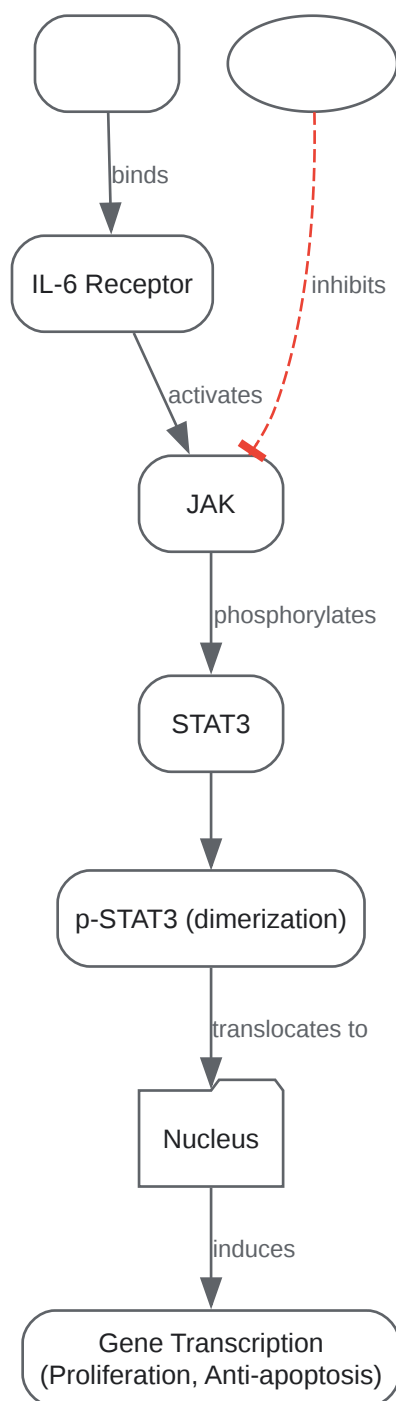 binds
IL-6 Receptor
inhibits
activates
JAK
phosphorylates
STAT3
p-STAT3 (dimerization)
translocates to
Nucleus
induces
Gene Transcription
(Proliferation, Anti-apoptosis)